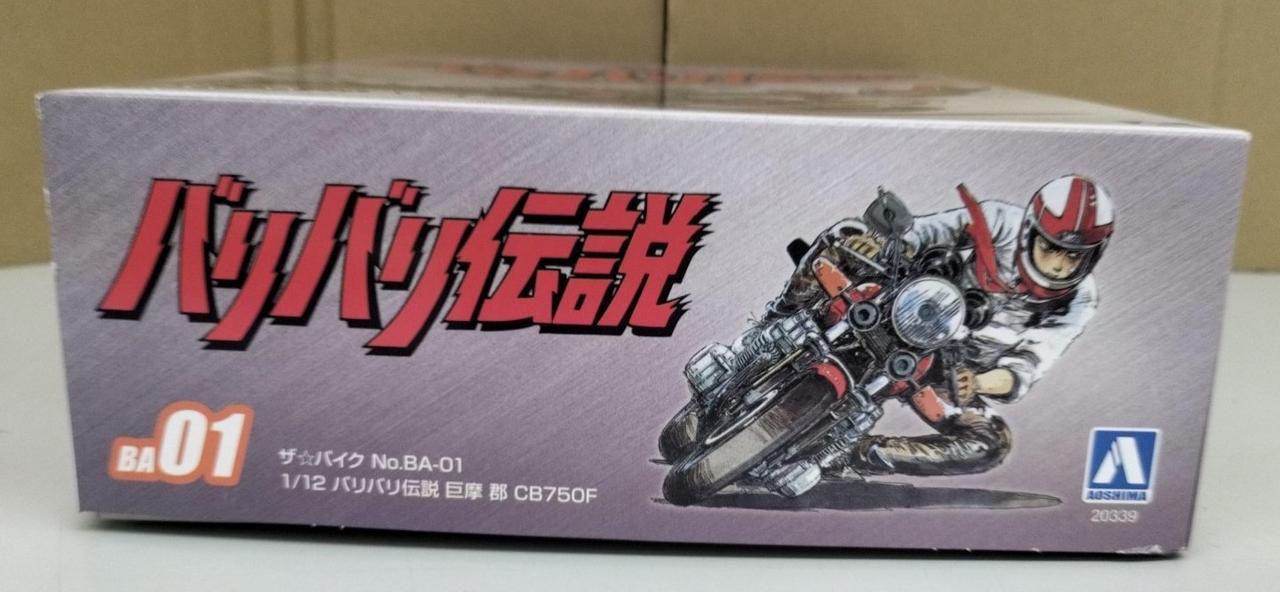 バリバリ伝説
BA01
ザ☆バイク No.BA-01
1/12 バリバリ伝説 巨摩 郡 CB750F
AOSHIMA
20339